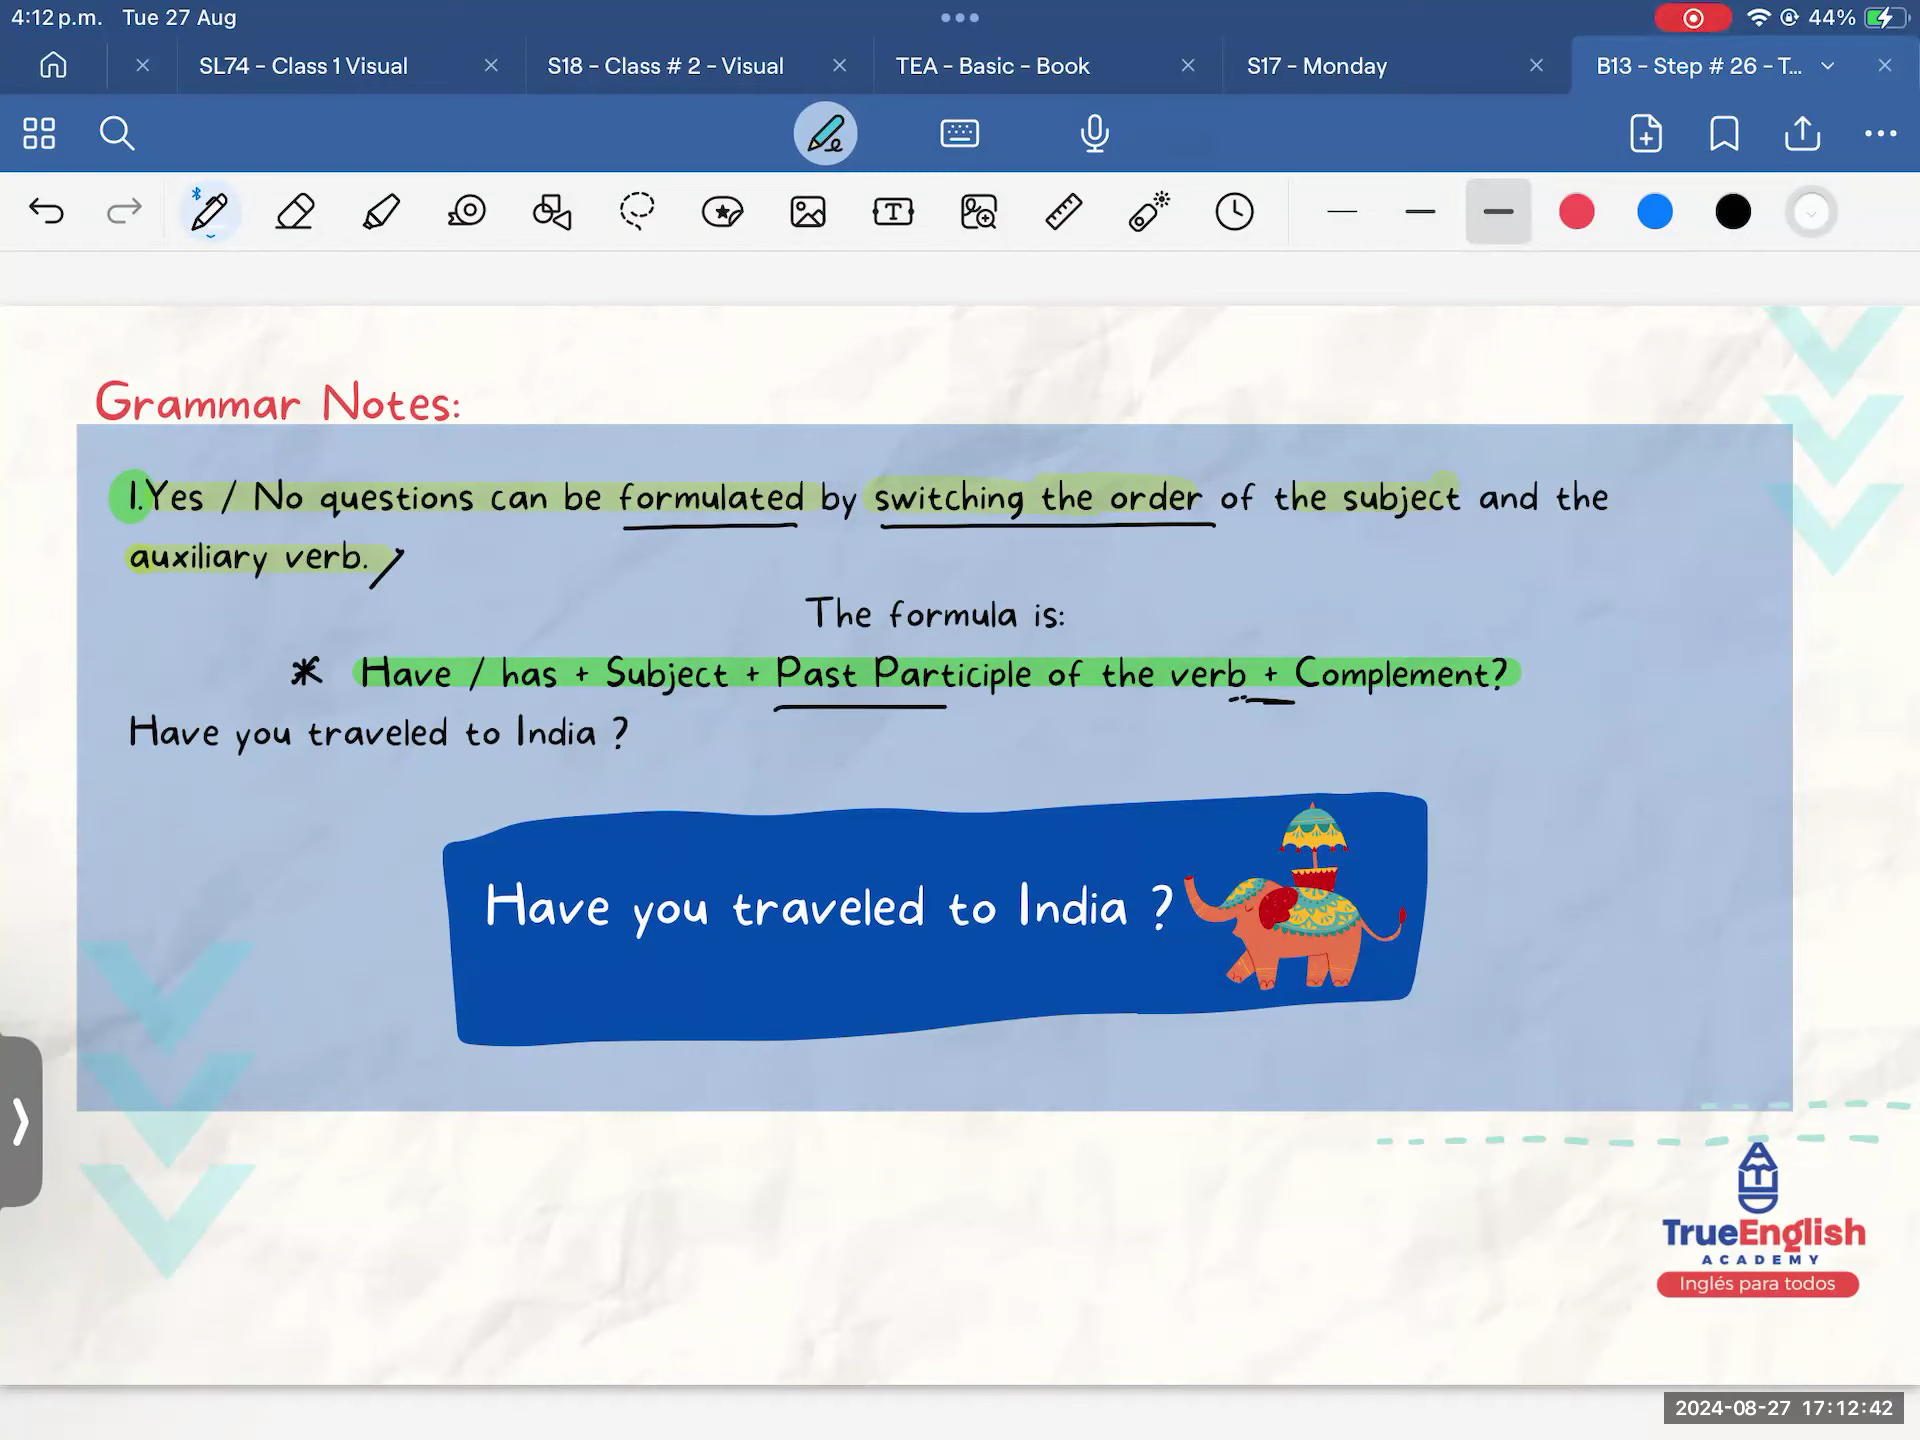 4:12 p.m. Tue 27 Aug
44%
SL74 - Class 1 Visual
S18 - Class # 2 - Visual
TEA - Basic - Book
S17 - Monday
B13 - Step # 26 - T...
Grammar Notes:
1.Yes / No questions can be formulated by switching the order of the subject and the
auxiliary verb.
The formula is:
* Have / has + Subject + Past Participle of the verb + Complement?
Have you traveled to India ?
Have you traveled to India ?
TrueEnglish
ACADEMY
Inglés para todos
2024-08-27 17:12:42